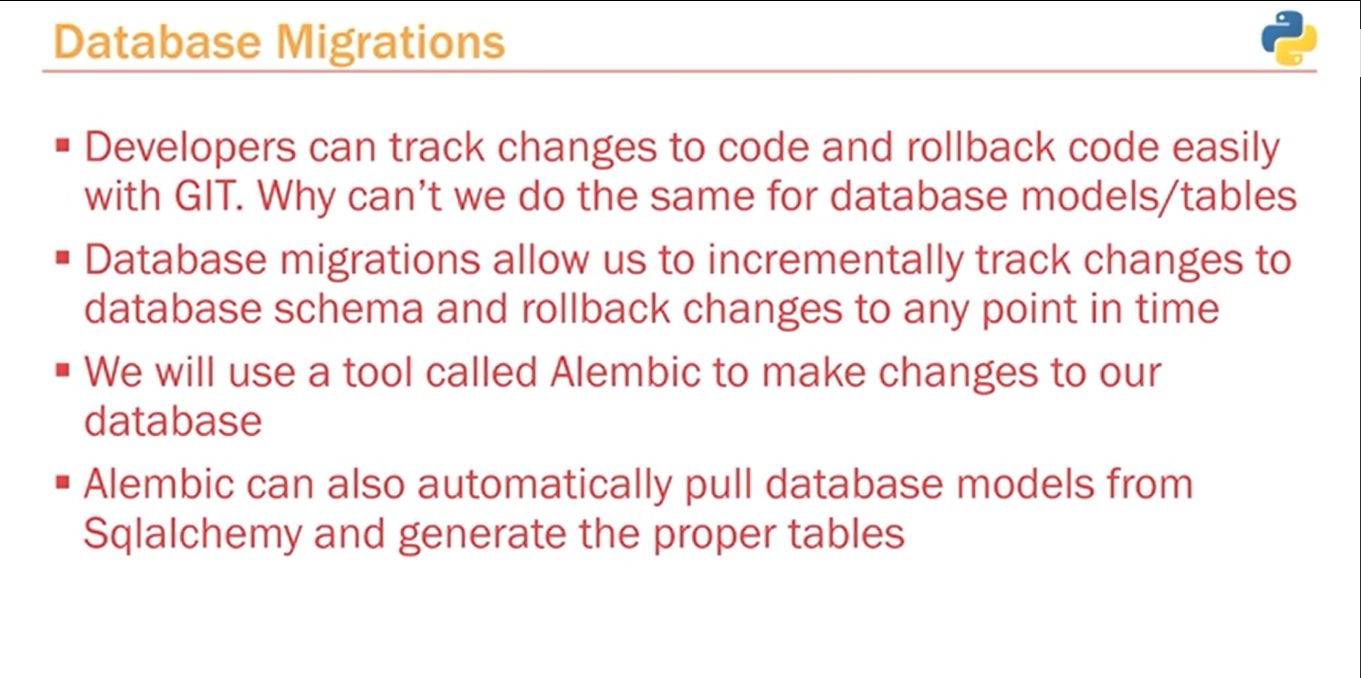 Database Migrations
▪ Developers can track changes to code and rollback code easily
with GIT. Why can’t we do the same for database models/tables
▪ Database migrations allow us to incrementally track changes to
database schema and rollback changes to any point in time
▪ We will use a tool called Alembic to make changes to our
database
▪ Alembic can also automatically pull database models from
Sqlalchemy and generate the proper tables